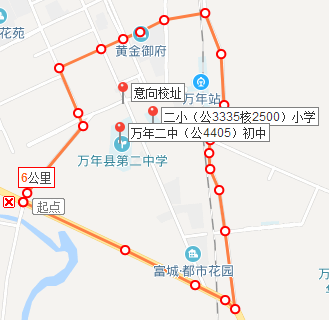 花苑
黄金御府
意向校址
万年站
二小（公3335核2500）小学
万年二中（公4405）初中
万年县第二中学
6公里
起点
富城·都市花园
万年